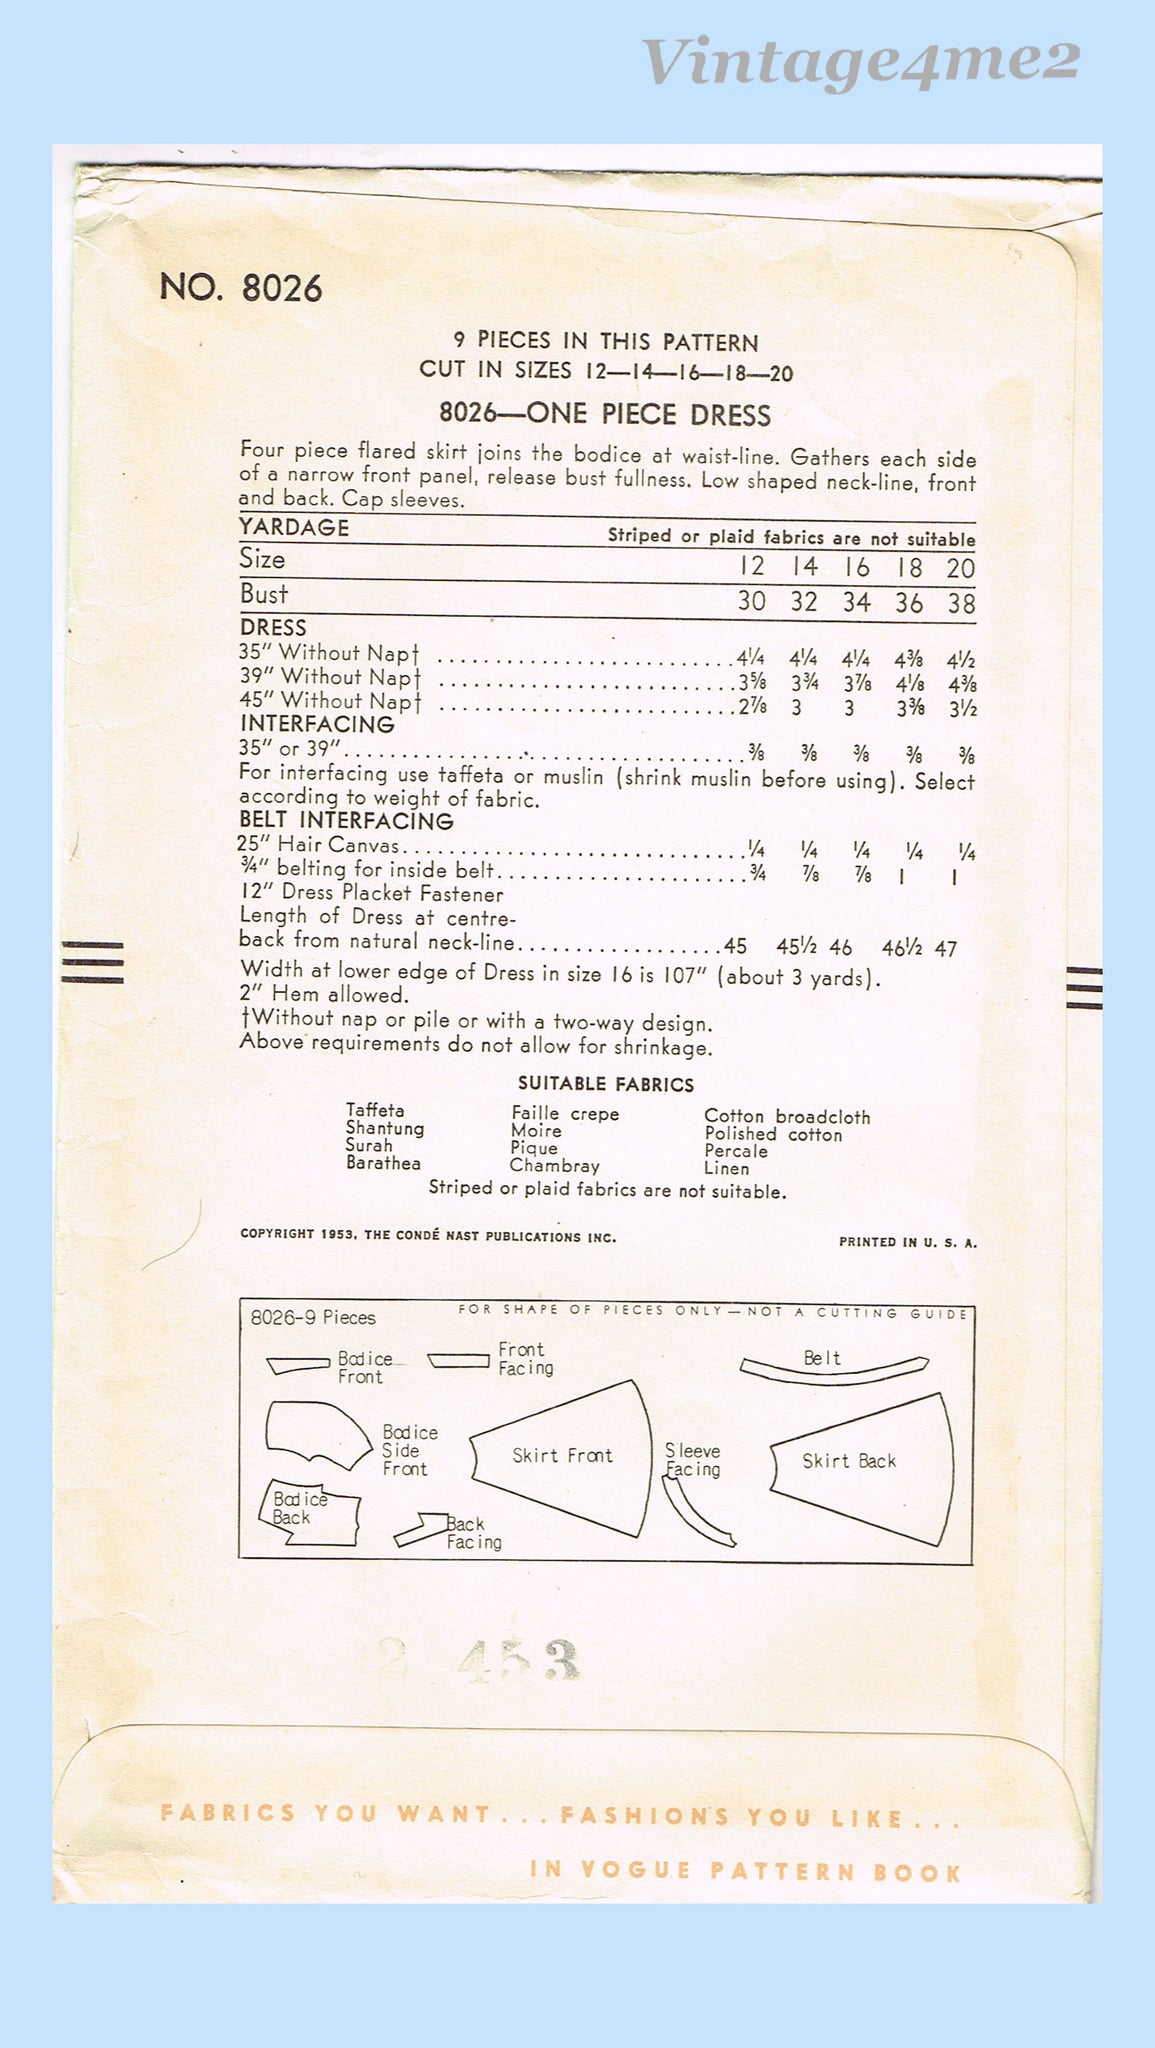 Vintage4me2
NO. 8026
9 PIECES IN THIS PATTERN
CUT IN SIZES 12—14—16—18—20
8026—ONE PIECE DRESS
Four piece flared skirt joins the bodice at waist-line. Gathers each side
of a narrow front panel, release bust fullness. Low shaped neck-line, front
and back. Cap sleeves.
YARDAGE Striped or plaid fabrics are not suitable
Size 12 14 16 18 20
Bust 30 32 34 36 38
DRESS
35" Without Nap† 4¼ 4¼ 4¼ 4⅜ 4½
39" Without Nap† 3⅝ 3¾ 3⅞ 4⅛ 4⅜
45" Without Nap† 2⅞ 3 3 3⅜ 3½
INTERFACING
35" or 39" ⅜ ⅜ ⅜ ⅜ ⅜
For interfacing use taffeta or muslin (shrink muslin before using). Select
according to weight of fabric.
BELT INTERFACING
25" Hair Canvas ¼ ¼ ¼ ¼ ¼
¾" belting for inside belt ¾ ⅞ ⅞ 1 1
12" Dress Placket Fastener
Length of Dress at centre-
back from natural neck-line 45 45½ 46 46½ 47
Width at lower edge of Dress in size 16 is 107" (about 3 yards).
2" Hem allowed.
†Without nap or pile or with a two-way design.
Above requirements do not allow for shrinkage.
SUITABLE FABRICS
Taffeta Faille crepe Cotton broadcloth
Shantung Moire Polished cotton
Surah Pique Percale
Barathea Chambray Linen
Striped or plaid fabrics are not suitable.
COPYRIGHT 1953, THE CONDÉ NAST PUBLICATIONS INC. PRINTED IN U. S. A.
8026-9 Pieces FOR SHAPE OF PIECES ONLY—NOT A CUTTING GUIDE
Bodice
Front
Front
Facing
Belt
Bodice
Side
Front
Skirt Front
Sleeve
Facing
Skirt Back
Bodice
Back
Back
Facing
2 453
FABRICS YOU WANT... FASHIONS YOU LIKE...
IN VOGUE PATTERN BOOK